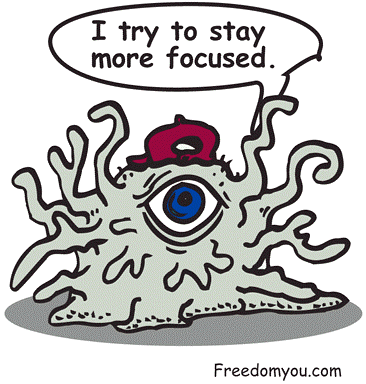 I try to stay
more focused.
Freedomyou.com